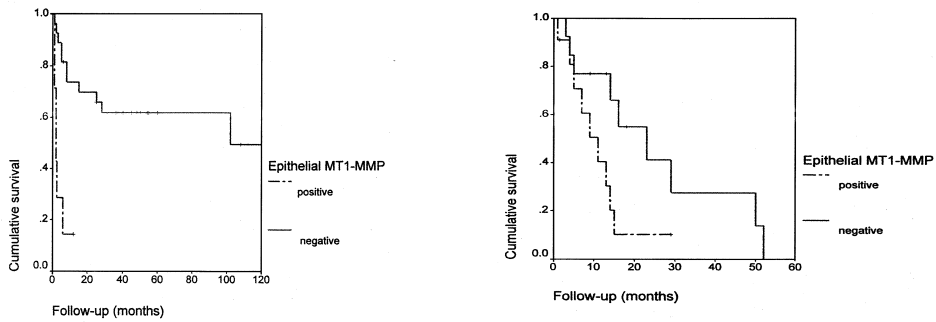 Cumulative survival
1.0
.8
.6
.4
.2
0.0
0 20 40 60 80 100 120
Follow-up (months)
Epithelial MT1-MMP
positive
negative
Cumulative survival
1.0
.8
.6
.4
.2
0.0
0 10 20 30 40 50 60
Follow-up (months)
Epithelial MT1-MMP
positive
negative